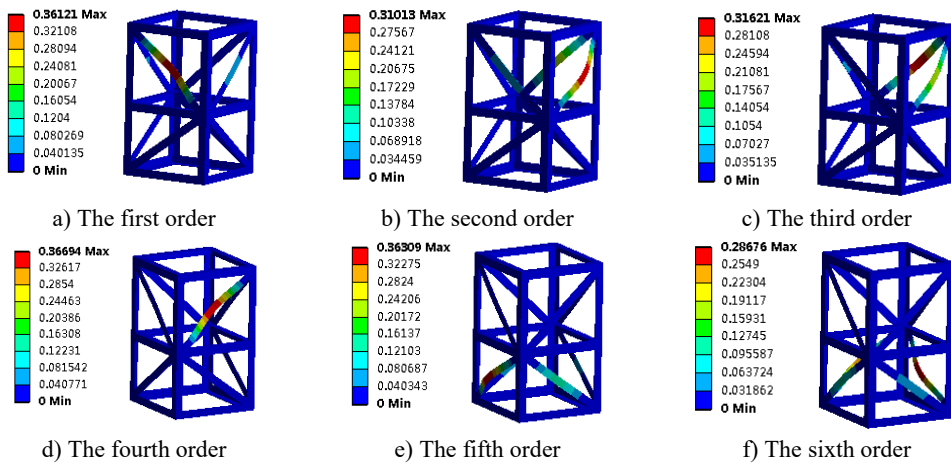 0.36121 Max
0.32108
0.28094
0.24081
0.20067
0.16054
0.1204
0.080269
0.040135
0 Min
a) The first order
0.31013 Max
0.27567
0.24121
0.20675
0.17229
0.13784
0.10338
0.068918
0.034459
0 Min
b) The second order
0.31621 Max
0.28108
0.24594
0.21081
0.17567
0.14054
0.1054
0.07027
0.035135
0 Min
c) The third order
0.36694 Max
0.32617
0.2854
0.24463
0.20386
0.16308
0.12231
0.081542
0.040771
0 Min
d) The fourth order
0.36309 Max
0.32275
0.2824
0.24206
0.20172
0.16137
0.12103
0.080687
0.040343
0 Min
e) The fifth order
0.28676 Max
0.2549
0.22304
0.19117
0.15931
0.12745
0.095587
0.063724
0.031862
0 Min
f) The sixth order